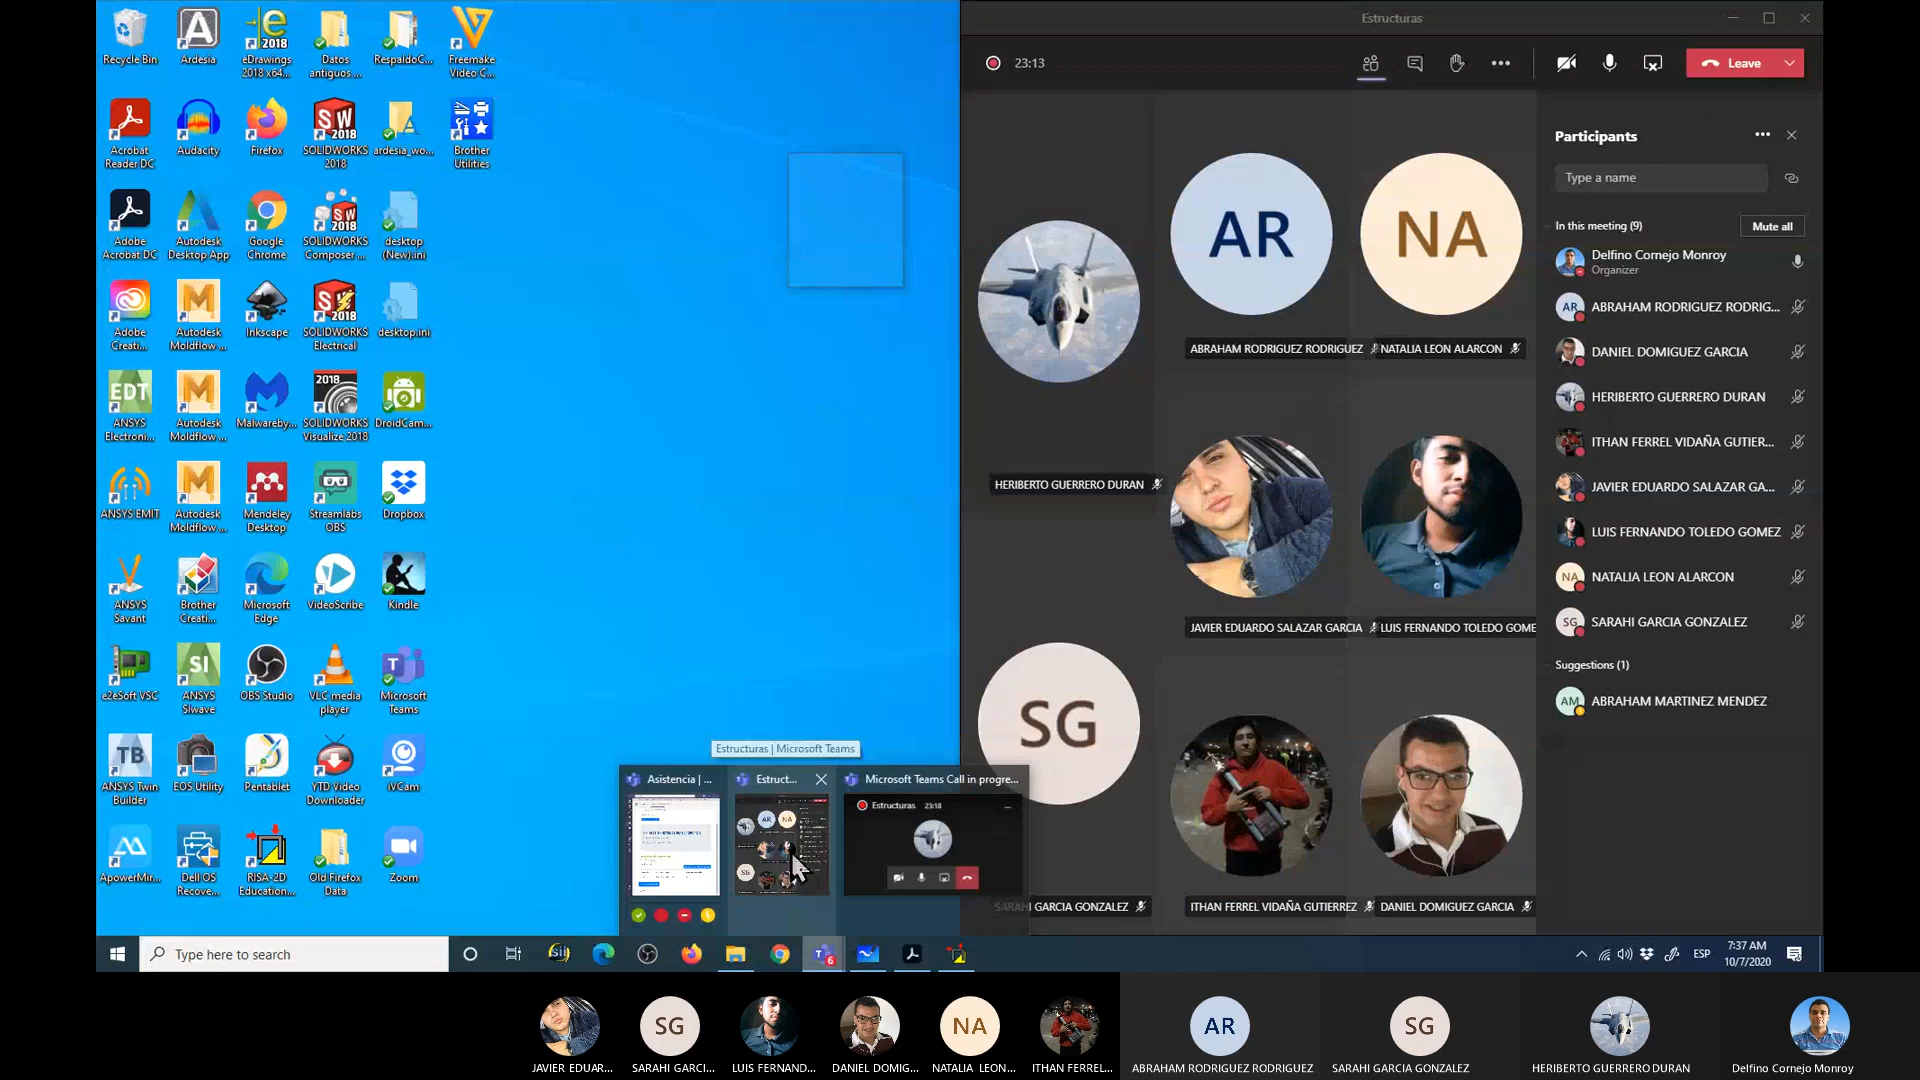 Recycle Bin
Ardesia
eDrawings
2018 x64...
Datos
antiguos ...
RespaldoC...
Freemake
Video C...
Acrobat
Reader DC
Audacity
Firefox
SOLIDWORKS
2018
ardesia_wo...
Brother
Utilities
Adobe
Acrobat DC
Autodesk
Desktop App
Google
Chrome
SOLIDWORKS
Composer ...
desktop
(New).ini
Adobe
Creati...
Autodesk
Moldflow...
Inkscape
SOLIDWORKS
Electrical
desktop.ini
ANSYS
Electroni...
Autodesk
Moldflow...
Malwareby...
SOLIDWORKS
Visualize 2018
DroidCam...
ANSYS EMIT
Autodesk
Moldflow...
Mendeley
Desktop
Streamlabs
OBS
Dropbox
ANSYS
Savant
Brother
Creati...
Microsoft
Edge
VideoScribe
Kindle
e2eSoft VSC
ANSYS
SIwave
OBS Studio
VLC media
player
Microsoft
Teams
ANSYS Twin
Builder
EOS Utility
Pentablet
YTD Video
Downloader
iVCam
ApowerMir...
Dell OS
Recove...
RISA-2D
Education...
Old Firefox
Data
Zoom
Estructuras | Microsoft Teams
Asistencia | ...
Estruct...
Microsoft Teams Call in progre...
Estructuras 23:18
Type here to search
ESP
7:37 AM
10/7/2020
Estructuras
23:13
Leave
AR
NA
HERIBERTO GUERRERO DURAN
ABRAHAM RODRIGUEZ RODRIGUEZ
NATALIA LEON ALARCON
JAVIER EDUARDO SALAZAR GARCIA
LUIS FERNANDO TOLEDO GOME
SG
SARAHI GARCIA GONZALEZ
ITHAN FERREL VIDAÑA GUTIERREZ
DANIEL DOMIGUEZ GARCIA
Participants
Type a name
In this meeting (9)
Mute all
Delfino Cornejo Monroy
Organizer
AR ABRAHAM RODRIGUEZ RODRIG...
DANIEL DOMIGUEZ GARCIA
HERIBERTO GUERRERO DURAN
ITHAN FERREL VIDAÑA GUTIER...
JAVIER EDUARDO SALAZAR GA...
LUIS FERNANDO TOLEDO GOMEZ
NA NATALIA LEON ALARCON
SG SARAHI GARCIA GONZALEZ
Suggestions (1)
AM ABRAHAM MARTINEZ MENDEZ
SG
NA
AR
SG
JAVIER EDUAR...
SARAHI GARCI...
LUIS FERNAND...
DANIEL DOMIG...
NATALIA LEON...
ITHAN FERREL...
ABRAHAM RODRIGUEZ RODRIGUEZ
SARAHI GARCIA GONZALEZ
HERIBERTO GUERRERO DURAN
Delfino Cornejo Monroy